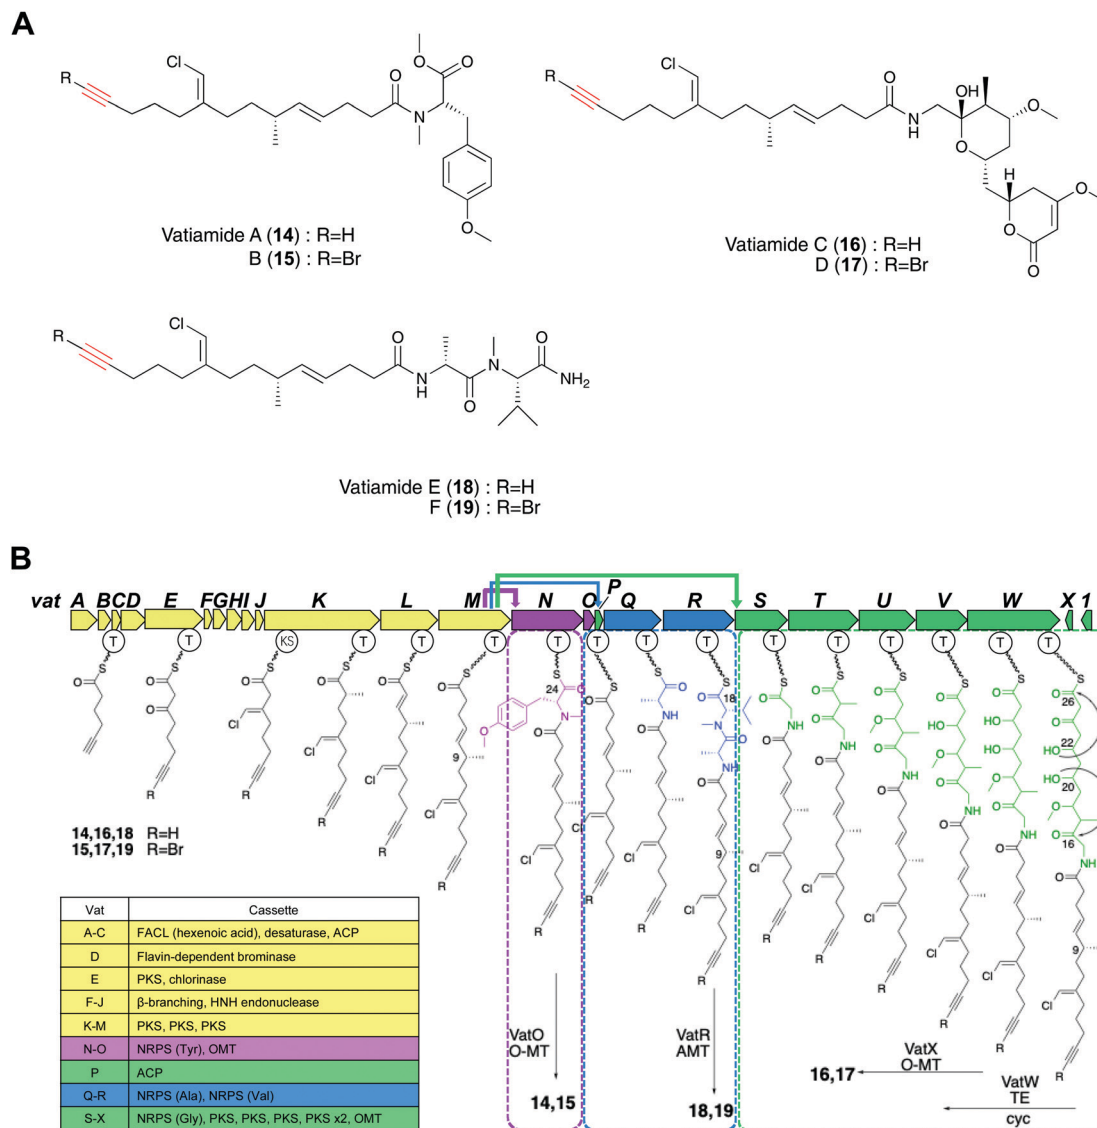 A
Cl
R
O
O
O
N
O
Vatiamide A (14) : R=H
B (15) : R=Br
Cl
R
O
N
H
OH
O
O
H
O
O
O
Vatiamide C (16) : R=H
D (17) : R=Br
Cl
R
O
N
H
O
N
O
NH2
Vatiamide E (18) : R=H
F (19) : R=Br
B
vat A B C D E F G H I J K L M N O P Q R S T U V W X 1
T T KS T T T T T T T T T T T T T
14,16,18 R=H
15,17,19 R=Br
Vat Cassette
A-C FACL (hexenoic acid), desaturase, ACP
D Flavin-dependent brominase
E PKS, chlorinase
F-J β-branching, HNH endonuclease
K-M PKS, PKS, PKS
N-O NRPS (Tyr), OMT
P ACP
Q-R NRPS (Ala), NRPS (Val)
S-X NRPS (Gly), PKS, PKS, PKS, PKS x2, OMT
24
18
26
22
20
16
9
9
9
VatO
O-MT
14,15
VatR
AMT
18,19
VatX
O-MT
16,17
VatW
TE
cyc